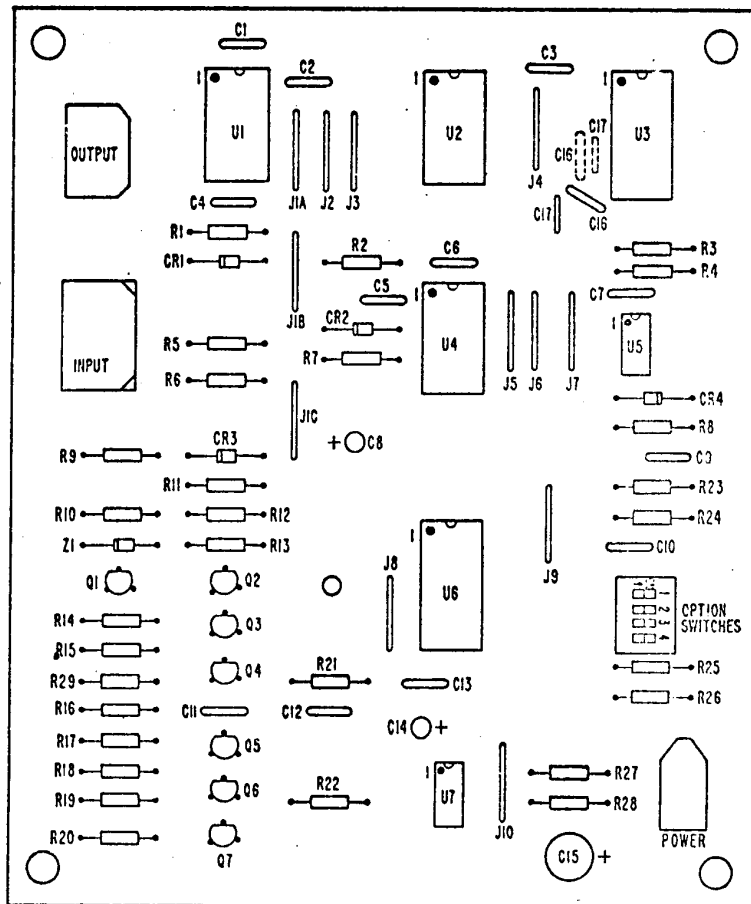 C1
C2
C3
1
U1
1
U2
1
U3
OUTPUT
C16
C17
J1A
J2
J3
J4
C4
C17
C16
R1
R2
C6
R3
CR1
R4
C5
C7
J1B
CR2
1
U4
1
U5
INPUT
R5
R7
J5
J6
J7
R6
J1C
CR4
+
C8
R8
R9
CR3
C9
R11
R23
R10
R12
R24
Z1
R13
J8
1
U6
J9
C10
Q1
Q2
1
2
3
4
OPTION
SWITCHES
R14
Q3
R15
Q4
R21
R25
R29
C13
R26
R16
C11
C12
C14
+
R17
Q5
R18
1
U7
R27
R19
Q6
R22
R28
J10
R20
Q7
C15
+
POWER